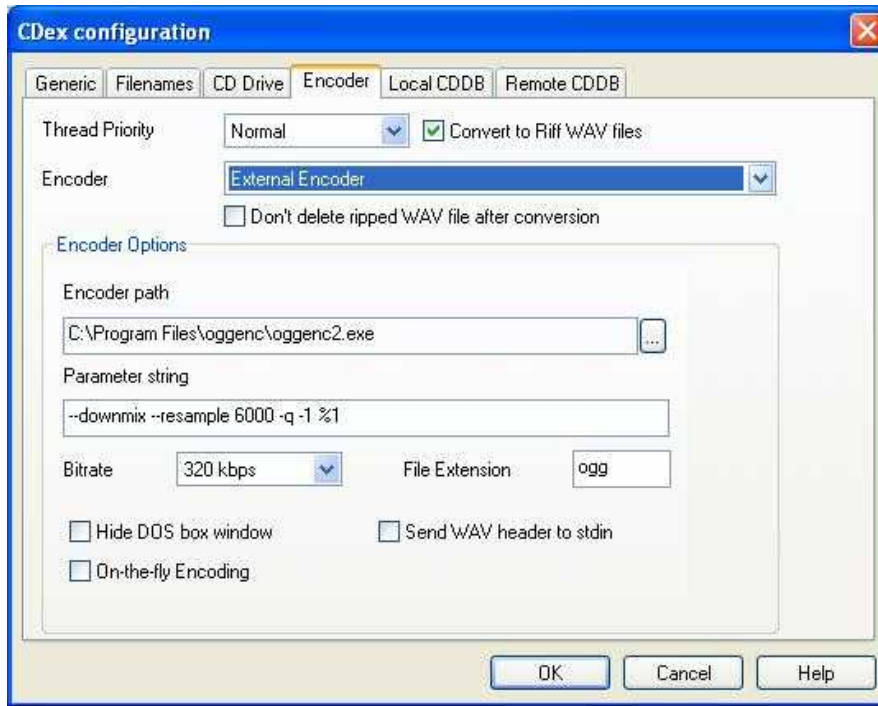 CDex configuration
Generic Filenames CD Drive Encoder Local CDDB Remote CDDB
Thread Priority Normal Convert to Riff WAV files
Encoder External Encoder
Don't delete ripped WAV file after conversion
Encoder Options
Encoder path
C:\Program Files\oggenc\oggenc2.exe ...
Parameter string
--downmix --resample 6000 -q -1 %1
Bitrate 320 kbps File Extension ogg
Hide DOS box window Send WAV header to stdin
On-the-fly Encoding
OK Cancel Help